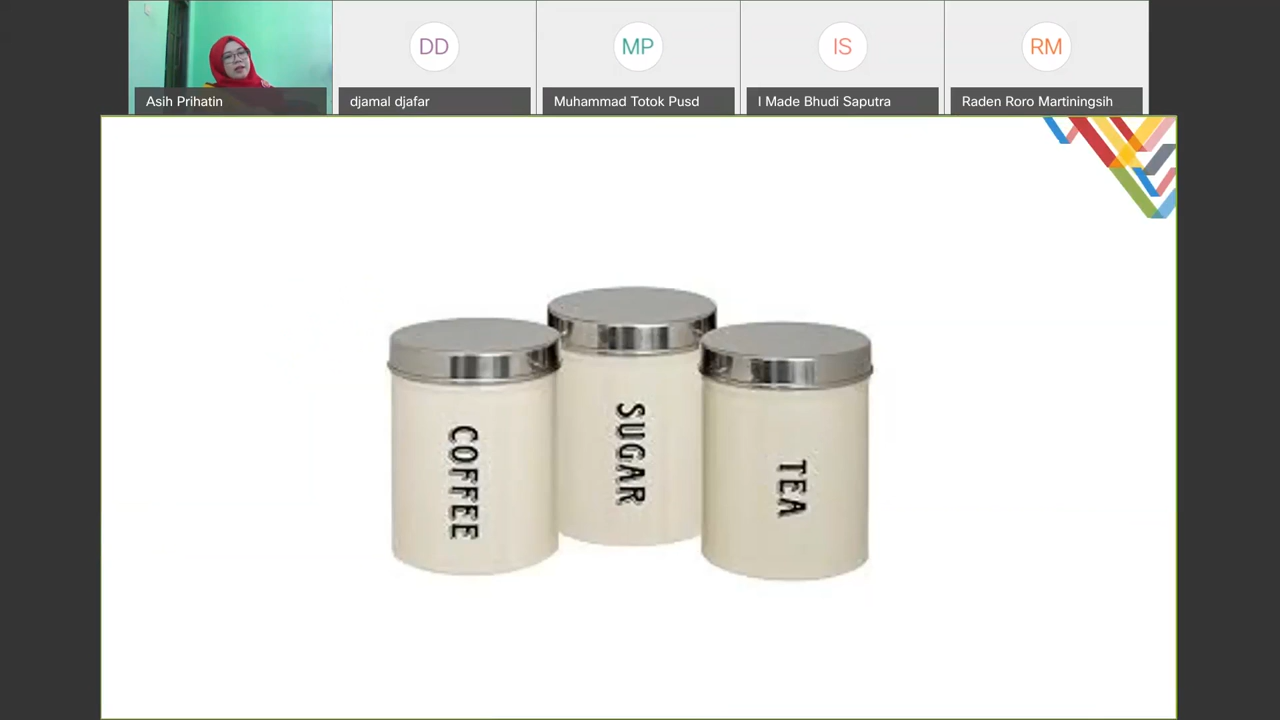 DD
MP
IS
RM
Asih Prihatin
djamal djafar
Muhammad Totok Pusd
I Made Bhudi Saputra
Raden Roro Martiningsih
COFFEE
SUGAR
TEA